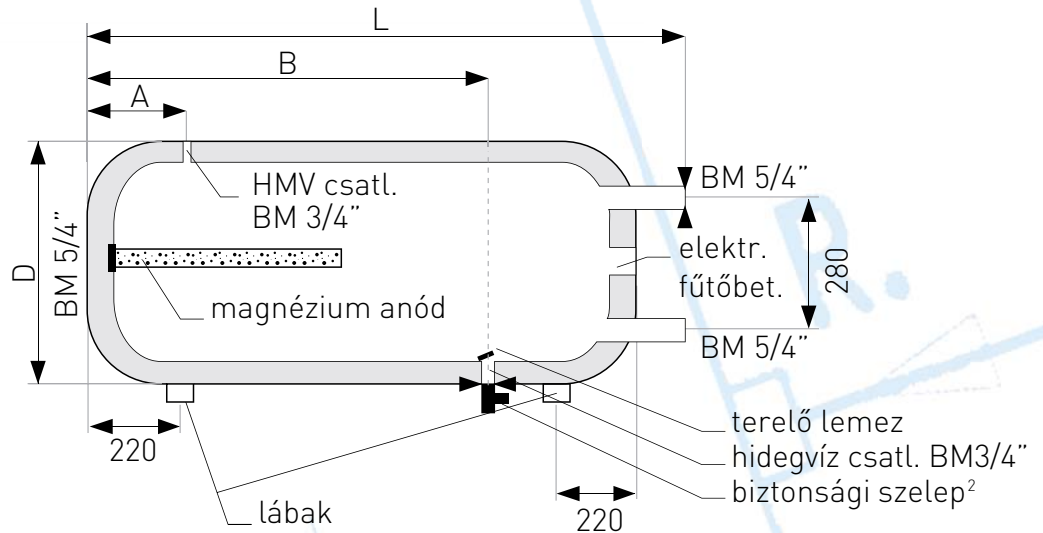 L
B
A
HMV csatl.
BM 3/4”
BM 5/4”
D
BM 5/4”
elektr.
fűtőbet.
280
magnézium anód
BM 5/4”
R.
220
terelő lemez
hidegvíz csatl. BM3/4”
biztonsági szelep²
lábak
220